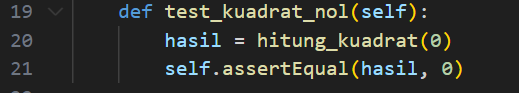 19 def test_kuadrat_nol(self):
20 hasil = hitung_kuadrat(0)
21 self.assertEqual(hasil, 0)